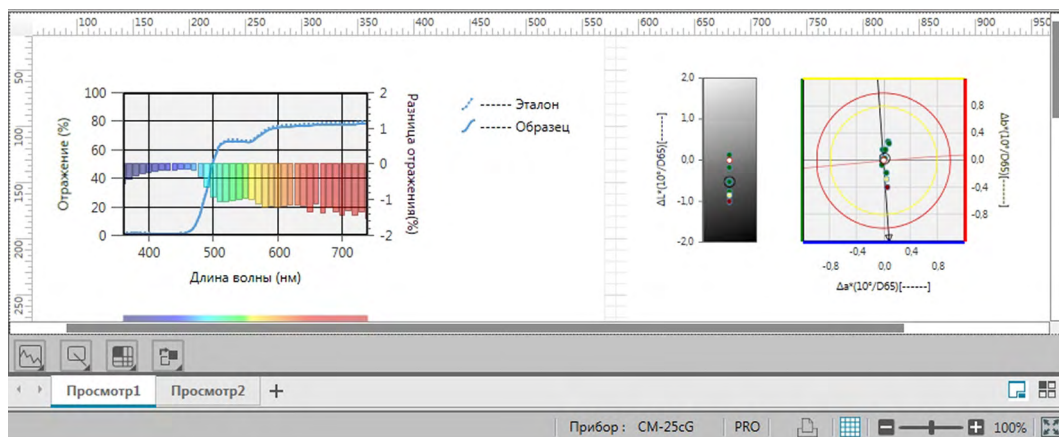 100 150 200 250 300 350 400 450 500 550 600 650 700 750 800 850 900 950
50
100
150
200
250
Отражение (%)
100
80
60
40
20
0
2
1
0
-1
-2
Разница отражения(%)
400 500 600 700
Длина волны (нм)
------ Эталон
------ Образец
ΔL*(10°/D65)[------]
2.0
1.0
0.0
-1.0
-2.0
0.8
0.4
0.0
-0.4
-0.8
Δb*(10°/D65)[------]
-0,4 0,4
-0,8 0,0 0,8
Δa*(10°/D65)[------]
Просмотр1 Просмотр2 +
Прибор : CM-25cG PRO 100%